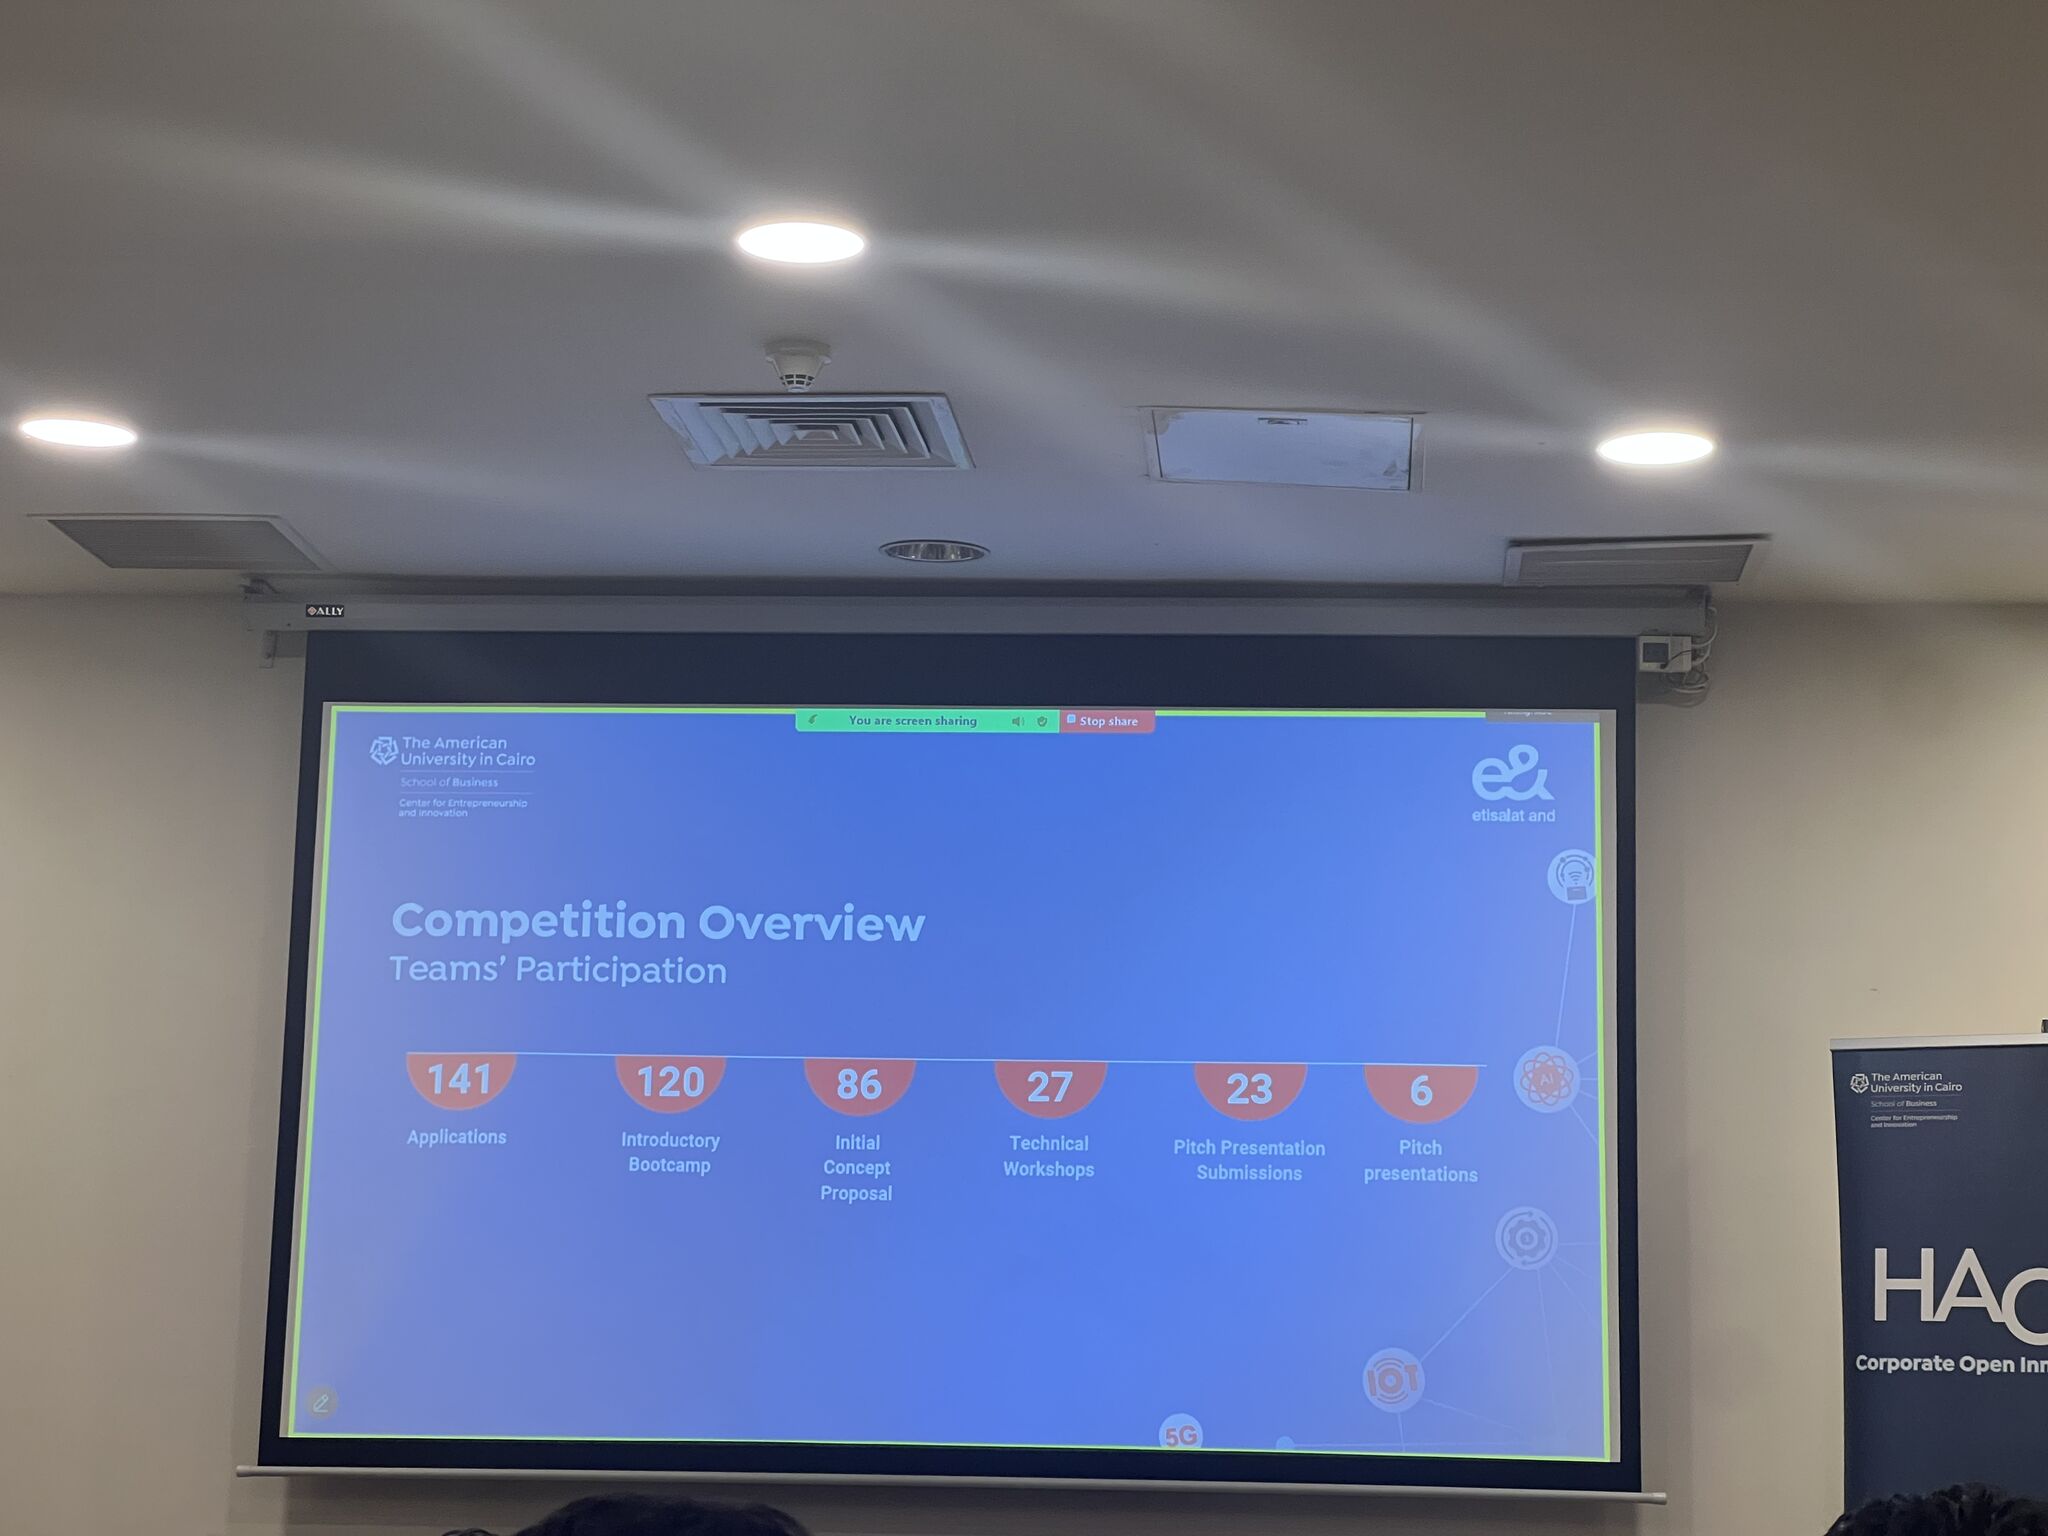 ALLY
You are screen sharing
Stop share
The American
University in Cairo
School of Business
Center for Entrepreneurship
and Innovation
e&
etisalat and
Competition Overview
Teams' Participation
141
Applications
120
Introductory
Bootcamp
86
Initial
Concept
Proposal
27
Technical
Workshops
23
Pitch Presentation
Submissions
6
Pitch
presentations
AI
IOT
5G
The American
University in Cairo
School of Business
Center for Entrepreneurship
and Innovation
HAC
Corporate Open Inn